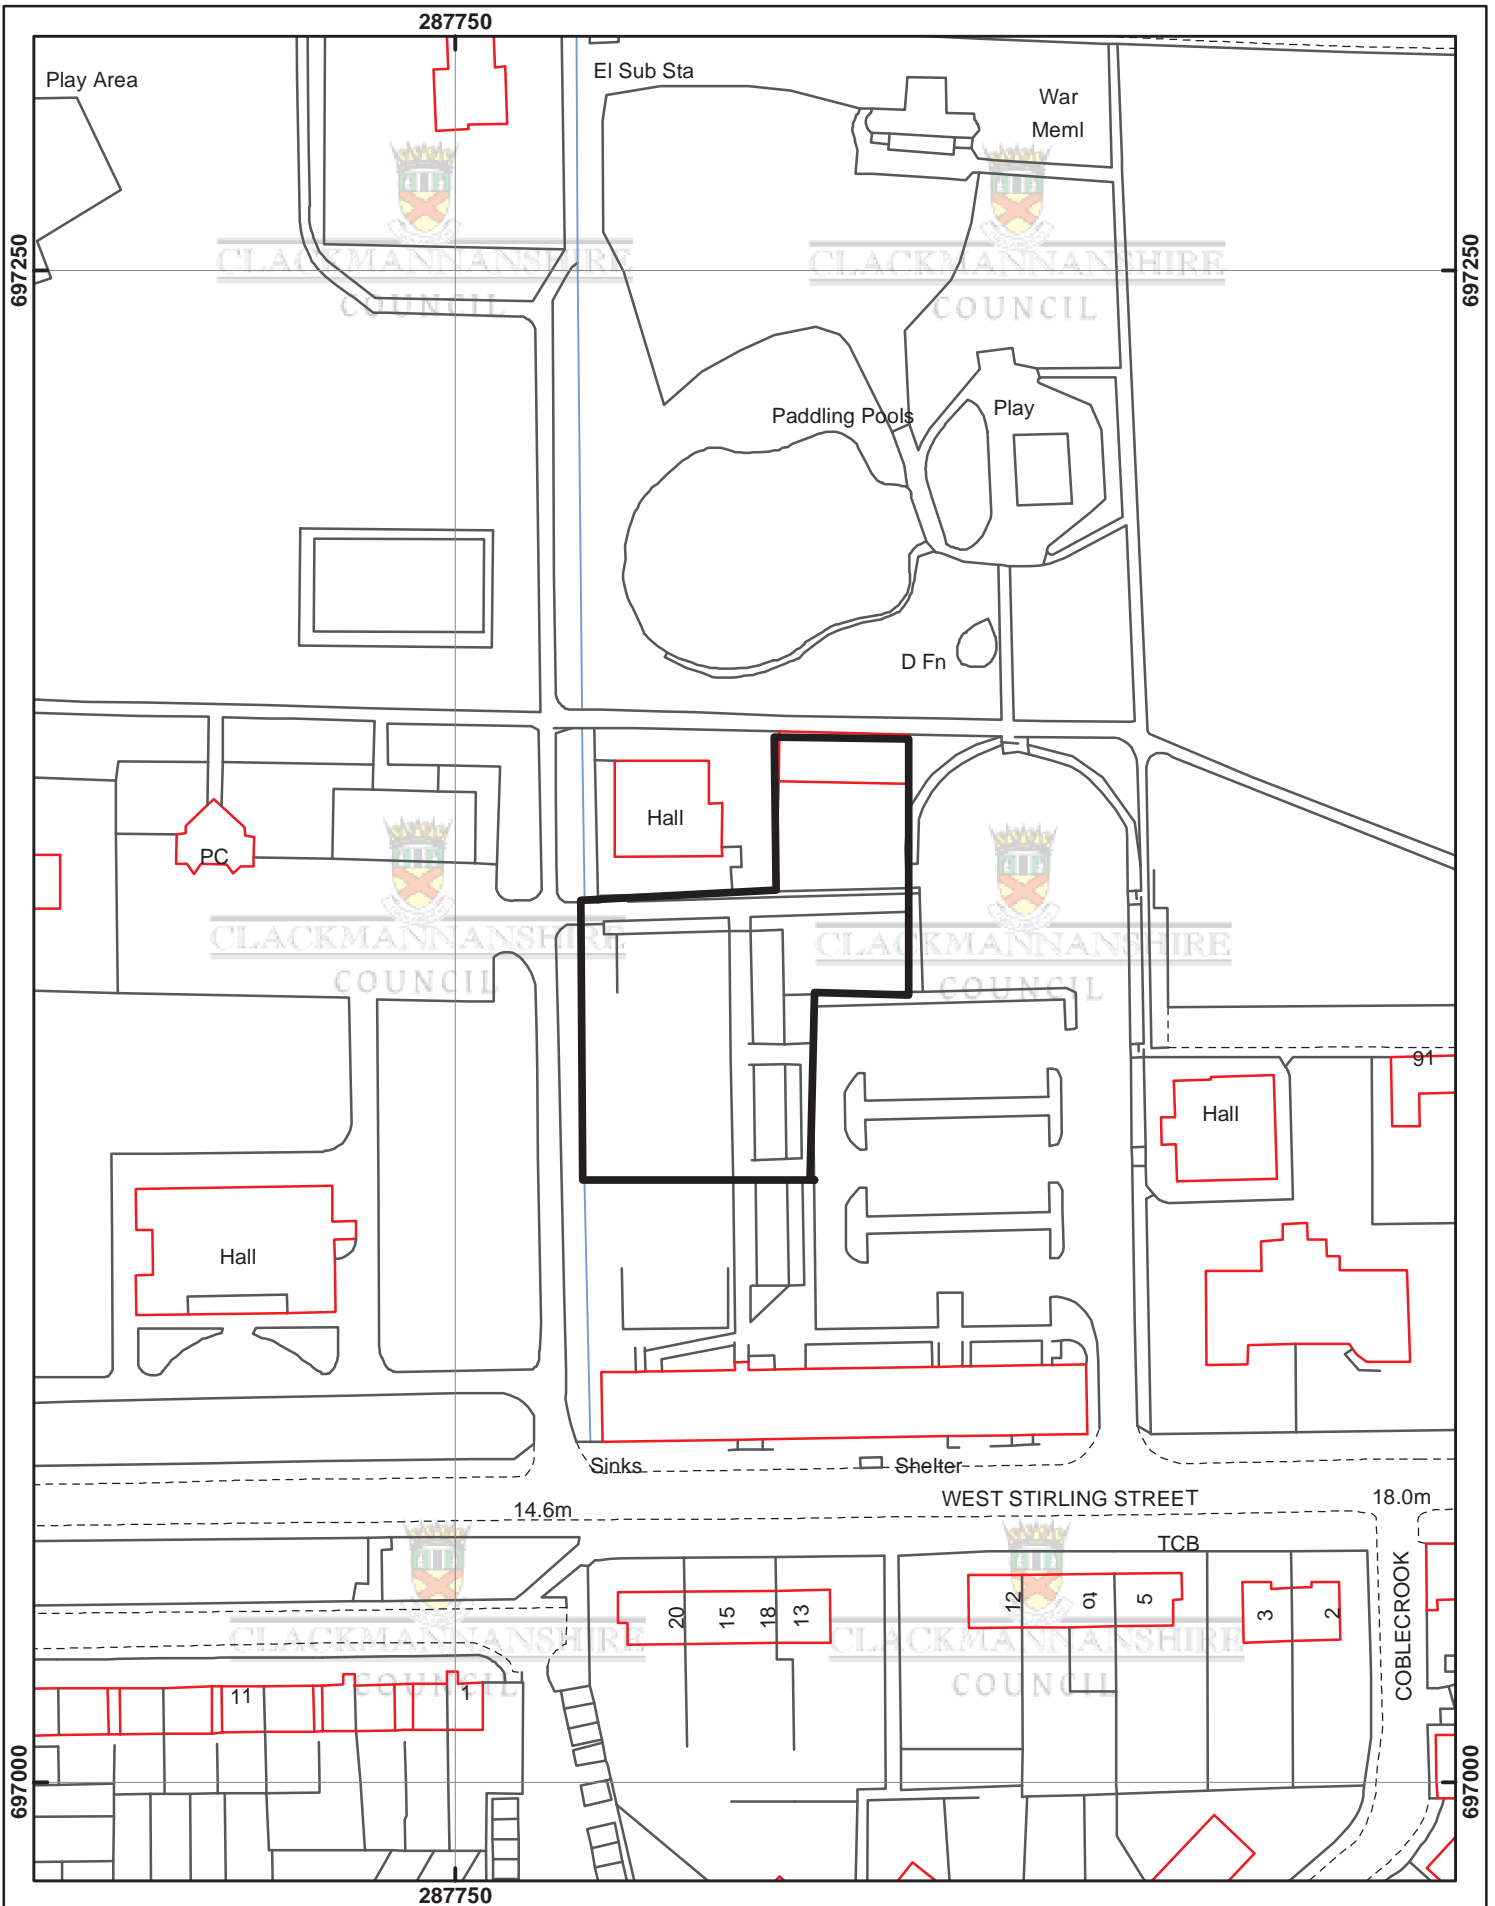 287750
Play Area
El Sub Sta
War
Meml
CLACKMANNANSHIRE
COUNCIL
CLACKMANNANSHIRE
COUNCIL
697250
697250
Paddling Pools
Play
D Fn
Hall
PC
CLACKMANNANSHIRE
COUNCIL
CLACKMANNANSHIRE
COUNCIL
91
Hall
Hall
Sinks
Shelter
WEST STIRLING STREET
14.6m
18.0m
TCB
COBLECROOK
20
15
18
13
12
10
5
3
2
CLACKMANNANSHIRE
COUNCIL
CLACKMANNANSHIRE
COUNCIL
11
1
697000
697000
287750